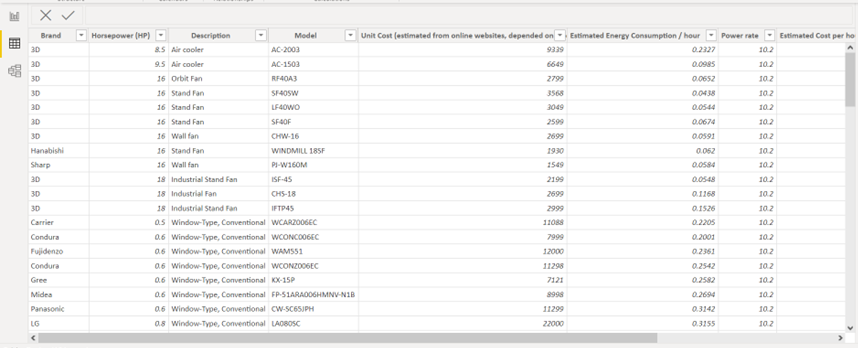 Brand Horsepower (HP) Description Model Unit Cost (estimated from online websites, depended on Estimated Energy Consumption / hour Power rate Estimated Cost per ho
3D 8.5 Air cooler AC-2003 9339 0.2327 10.2
3D 9.5 Air cooler AC-1503 6649 0.0985 10.2
3D 16 Orbit Fan RF40A3 2799 0.0652 10.2
3D 16 Stand Fan SF40SW 3568 0.0438 10.2
3D 16 Stand Fan LF40WO 3049 0.0544 10.2
3D 16 Stand Fan SF40F 2599 0.0674 10.2
3D 16 Wall fan CHW-16 2699 0.0591 10.2
Hanabishi 16 Stand Fan WINDMILL 18SF 1930 0.062 10.2
Sharp 16 Wall fan PJ-W160M 1549 0.0584 10.2
3D 18 Industrial Stand Fan ISF-45 2199 0.0548 10.2
3D 18 Industrial Fan CHS-18 2699 0.1168 10.2
3D 18 Industrial Stand Fan IFTP45 2999 0.1526 10.2
Carrier 0.5 Window-Type, Conventional WCARZ006EC 11088 0.2205 10.2
Condura 0.6 Window-Type, Conventional WCONC006EC 7999 0.2001 10.2
Fujidenzo 0.6 Window-Type, Conventional WAM551 12000 0.2361 10.2
Condura 0.6 Window-Type, Conventional WCONZ006EC 11298 0.2542 10.2
Gree 0.6 Window-Type, Conventional KX-15P 7121 0.2582 10.2
Midea 0.6 Window-Type, Conventional FP-51ARA006HMNV-N1B 8998 0.2694 10.2
Panasonic 0.6 Window-Type, Conventional CW-SC65JPH 11299 0.3142 10.2
LG 0.8 Window-Type, Conventional LA080SC 22000 0.3155 10.2